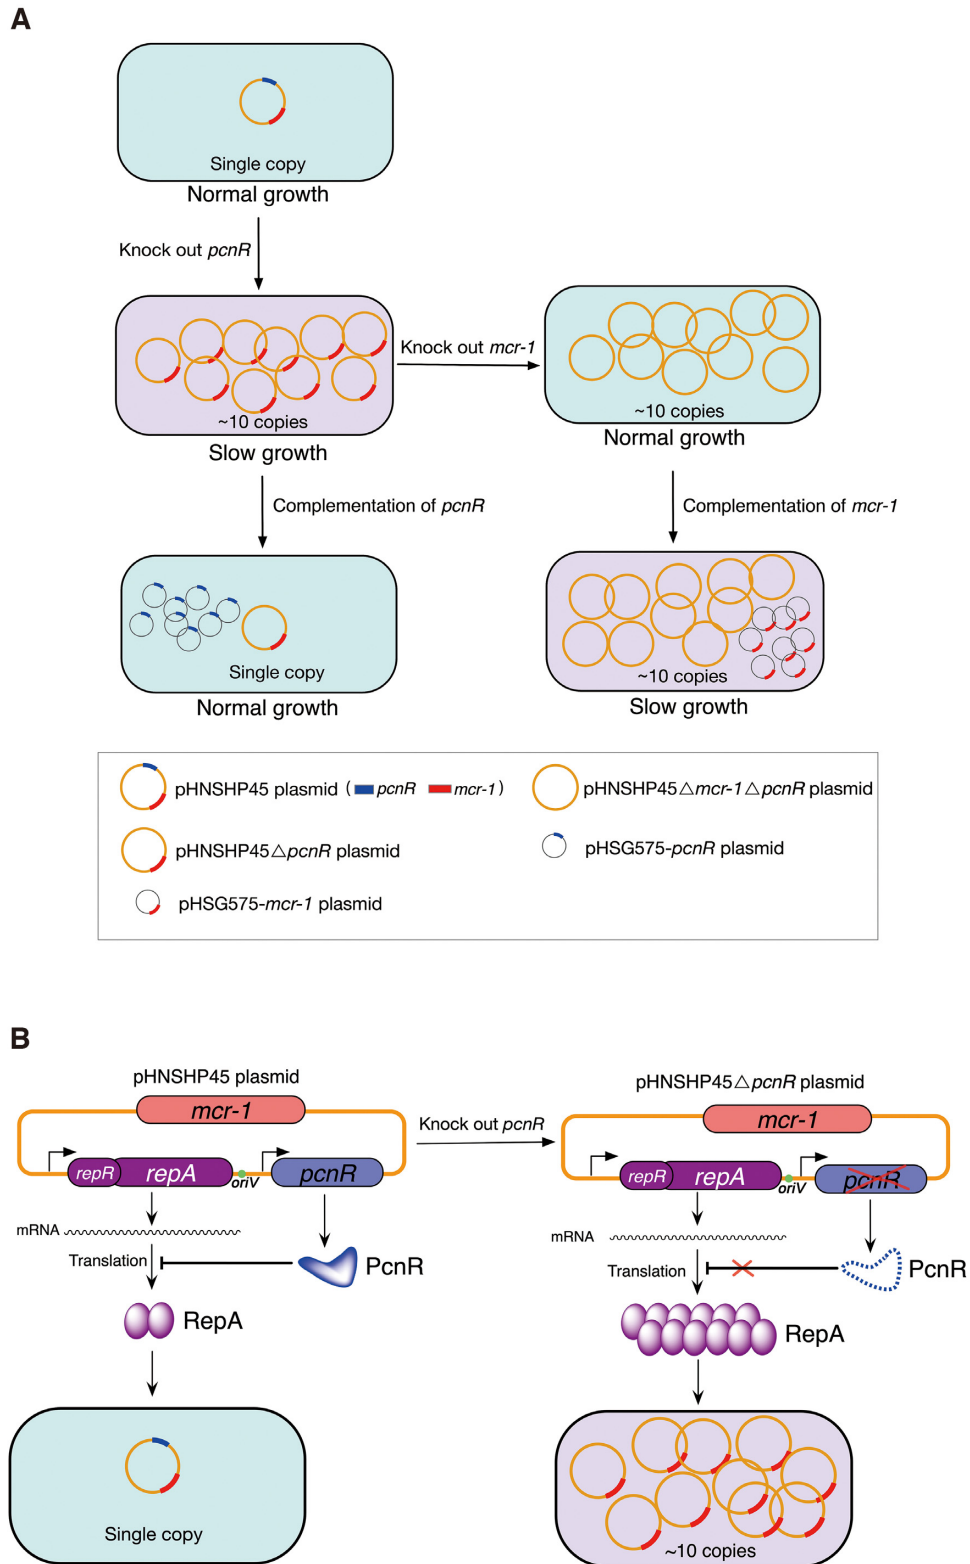 A
Single copy
Normal growth
Knock out pcnR
~10 copies
Slow growth
Knock out mcr-1
~10 copies
Normal growth
Complementation of pcnR
Complementation of mcr-1
Single copy
Normal growth
~10 copies
Slow growth
pHNSHP45 plasmid ( pcnR mcr-1 )
pHNSHP45△mcr-1△pcnR plasmid
pHNSHP45△pcnR plasmid
pHSG575-pcnR plasmid
pHSG575-mcr-1 plasmid
B
pHNSHP45 plasmid
mcr-1
repR
repA
oriV
pcnR
mRNA
Translation
PcnR
RepA
Single copy
Knock out pcnR
pHNSHP45△pcnR plasmid
mcr-1
repR
repA
oriV
pcnR
mRNA
Translation
PcnR
RepA
~10 copies